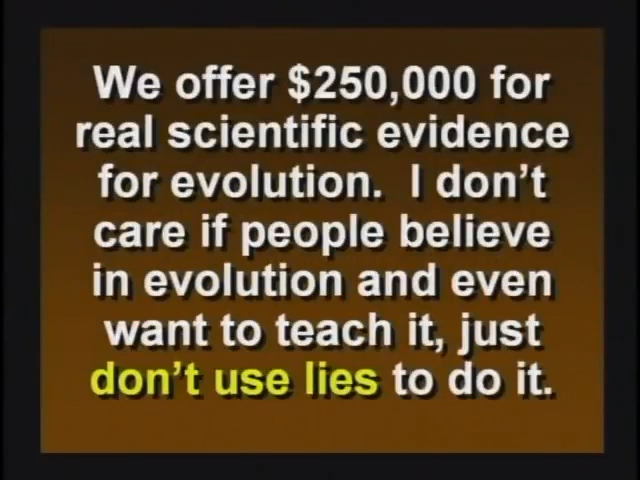 We offer $250,000 for
real scientific evidence
for evolution.  I don't
care if people believe
in evolution and even
want to teach it, just
don't use lies to do it.